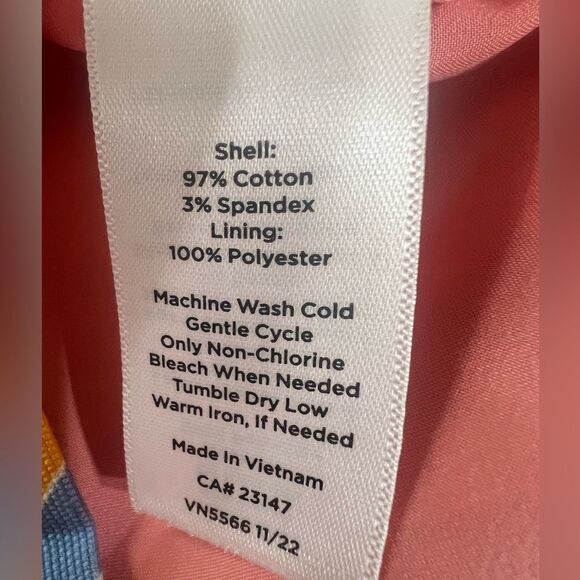 Shell:
97% Cotton
3% Spandex
Lining:
100% Polyester
Machine Wash Cold
Gentle Cycle
Only Non-Chlorine
Bleach When Needed
Tumble Dry Low
Warm Iron, If Needed
Made In Vietnam
CA# 23147
VN5566 11/22